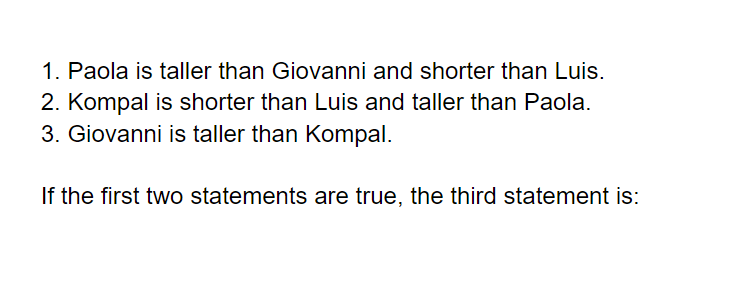 1. Paola is taller than Giovanni and shorter than Luis.
2. Kompal is shorter than Luis and taller than Paola.
3. Giovanni is taller than Kompal.
If the first two statements are true, the third statement is: